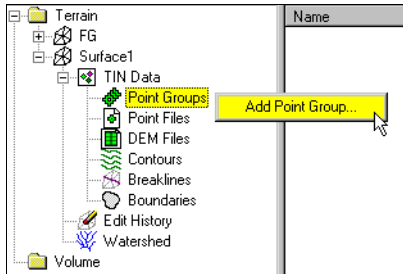 Terrain
Name
FG
Surface1
TIN Data
Point Groups
Add Point Group...
Point Files
DEM Files
Contours
Breaklines
Boundaries
Edit History
Watershed
Volume